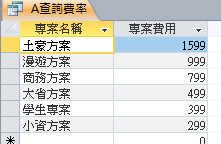 A查詢費率
專案名稱 專案費用
土豪方案 1599
漫遊方案 999
商務方案 799
大省方案 499
學生專案 399
小資方案 299
0